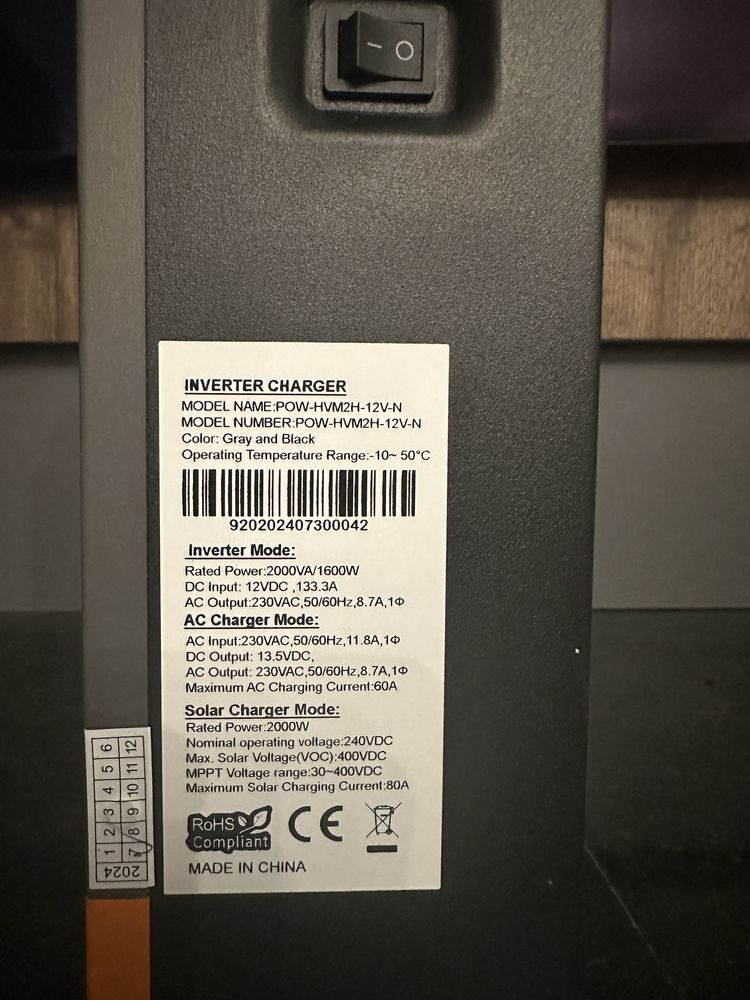 — O
INVERTER CHARGER
MODEL NAME:POW-HVM2H-12V-N
MODEL NUMBER:POW-HVM2H-12V-N
Color: Gray and Black
Operating Temperature Range:-10~ 50°C
920202407300042
Inverter Mode:
Rated Power:2000VA/1600W
DC Input: 12VDC ,133.3A
AC Output:230VAC,50/60Hz,8.7A,1Φ
AC Charger Mode:
AC Input:230VAC,50/60Hz,11.8A,1Φ
DC Output: 13.5VDC,
AC Output: 230VAC,50/60Hz,8.7A,1Φ
Maximum AC Charging Current:60A
Solar Charger Mode:
Rated Power:2000W
Nominal operating voltage:240VDC
Max. Solar Voltage(VOC):400VDC
MPPT Voltage range:30~400VDC
Maximum Solar Charging Current:80A
RoHS
Compliant
CE
MADE IN CHINA
2024
1 2 3 4 5 6
7 8 9 10 11 12